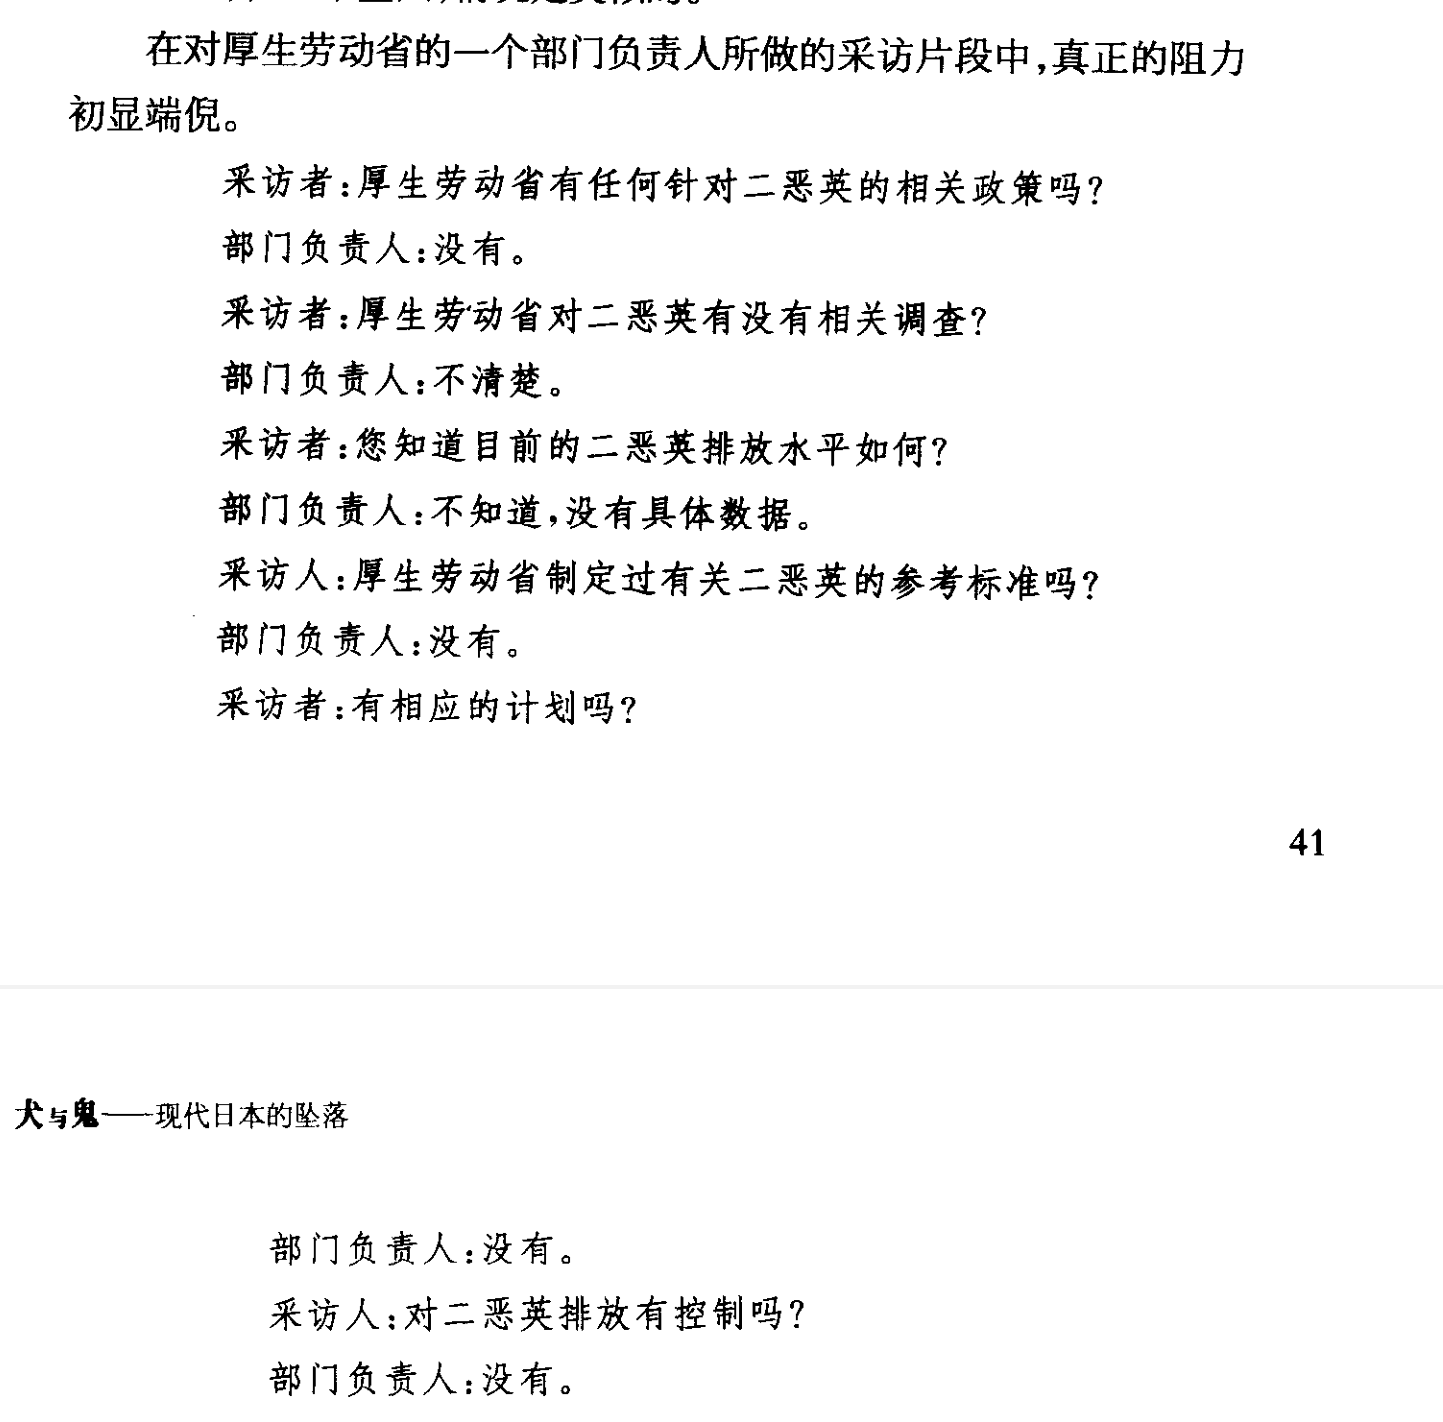 在对厚生劳动省的一个部门负责人所做的采访片段中,真正的阻力
初显端倪。
采访者:厚生劳动省有任何针对二恶英的相关政策吗?
部门负责人:没有。
采访者:厚生劳动省对二恶英有没有相关调查?
部门负责人:不清楚。
采访者:您知道目前的二恶英排放水平如何?
部门负责人:不知道,没有具体数据。
采访人:厚生劳动省制定过有关二恶英的参考标准吗?
部门负责人:没有。
采访者:有相应的计划吗?
41
犬与鬼——现代日本的坠落
部门负责人:没有。
采访人:对二恶英排放有控制吗?
部门负责人:没有。